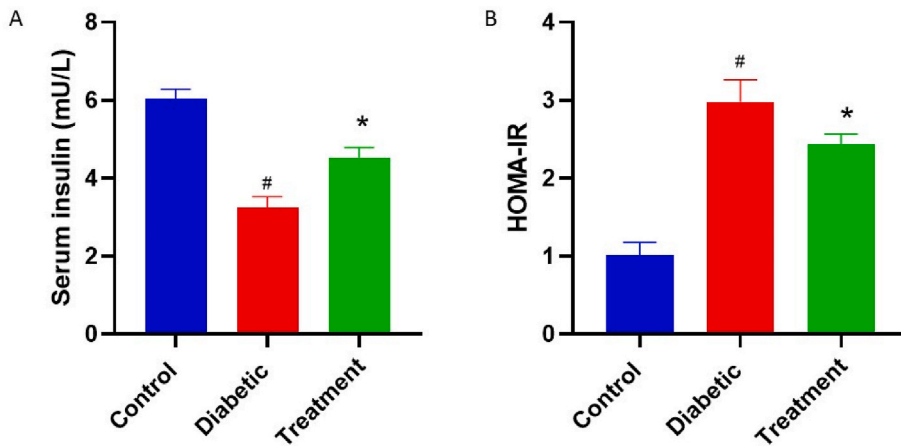 A
Serum insulin (mU/L)
8
6
4
2
0
#
*
Control
Diabetic
Treatment
B
HOMA-IR
4
3
2
1
0
#
*
Control
Diabetic
Treatment